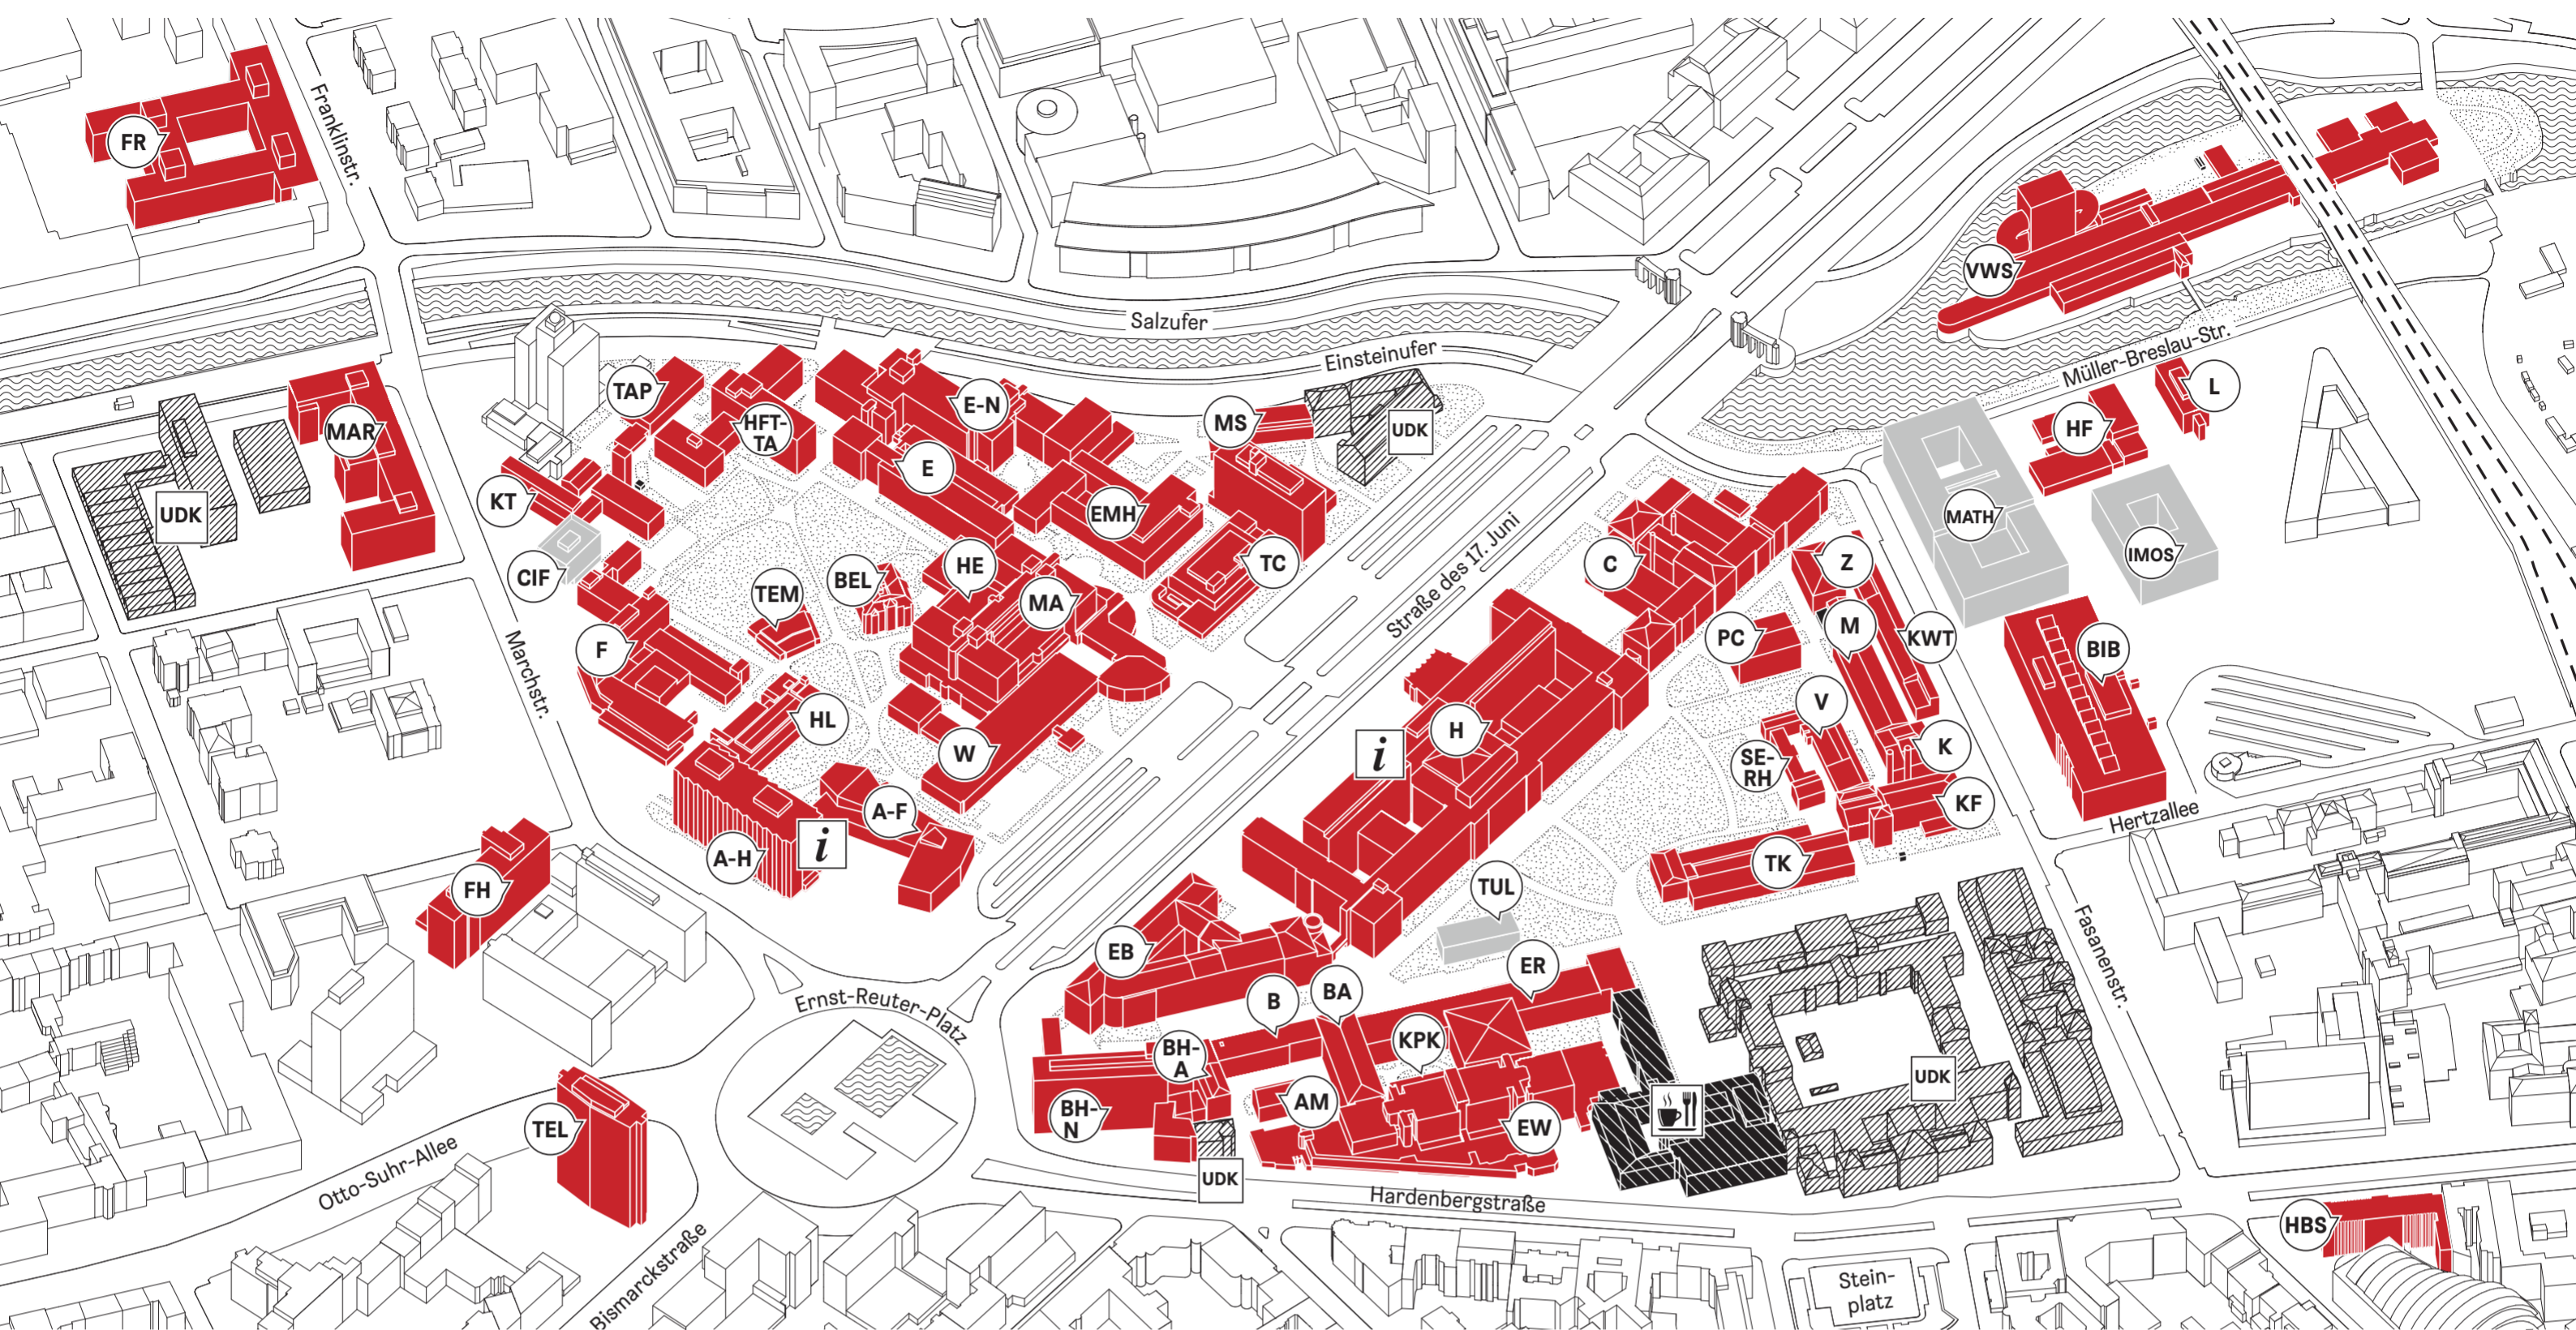 FR
Franklinstr.
VWS
Salzufer
Einsteinufer
Müller-Breslau-Str.
TAP
E-N
MS
UDK
L
HFT-
TA
HF
MAR
E
KT
UDK
EMH
MATH
CIF
HE
TC
C
Z
IMOS
TEM
BEL
MA
Straße des 17. Juni
PC
M
KWT
BIB
F
Marchstr.
HL
V
W
H
i
K
SE-
RH
KF
A-F
i
A-H
Hertzallee
TK
FH
TUL
EB
ER
Fasanenstr.
Ernst-Reuter-Platz
B
BA
KPK
BH-
A
UDK
BH-
N
AM
EW
TEL
Otto-Suhr-Allee
UDK
Hardenbergstraße
HBS
Bismarckstraße
Stein-
platz